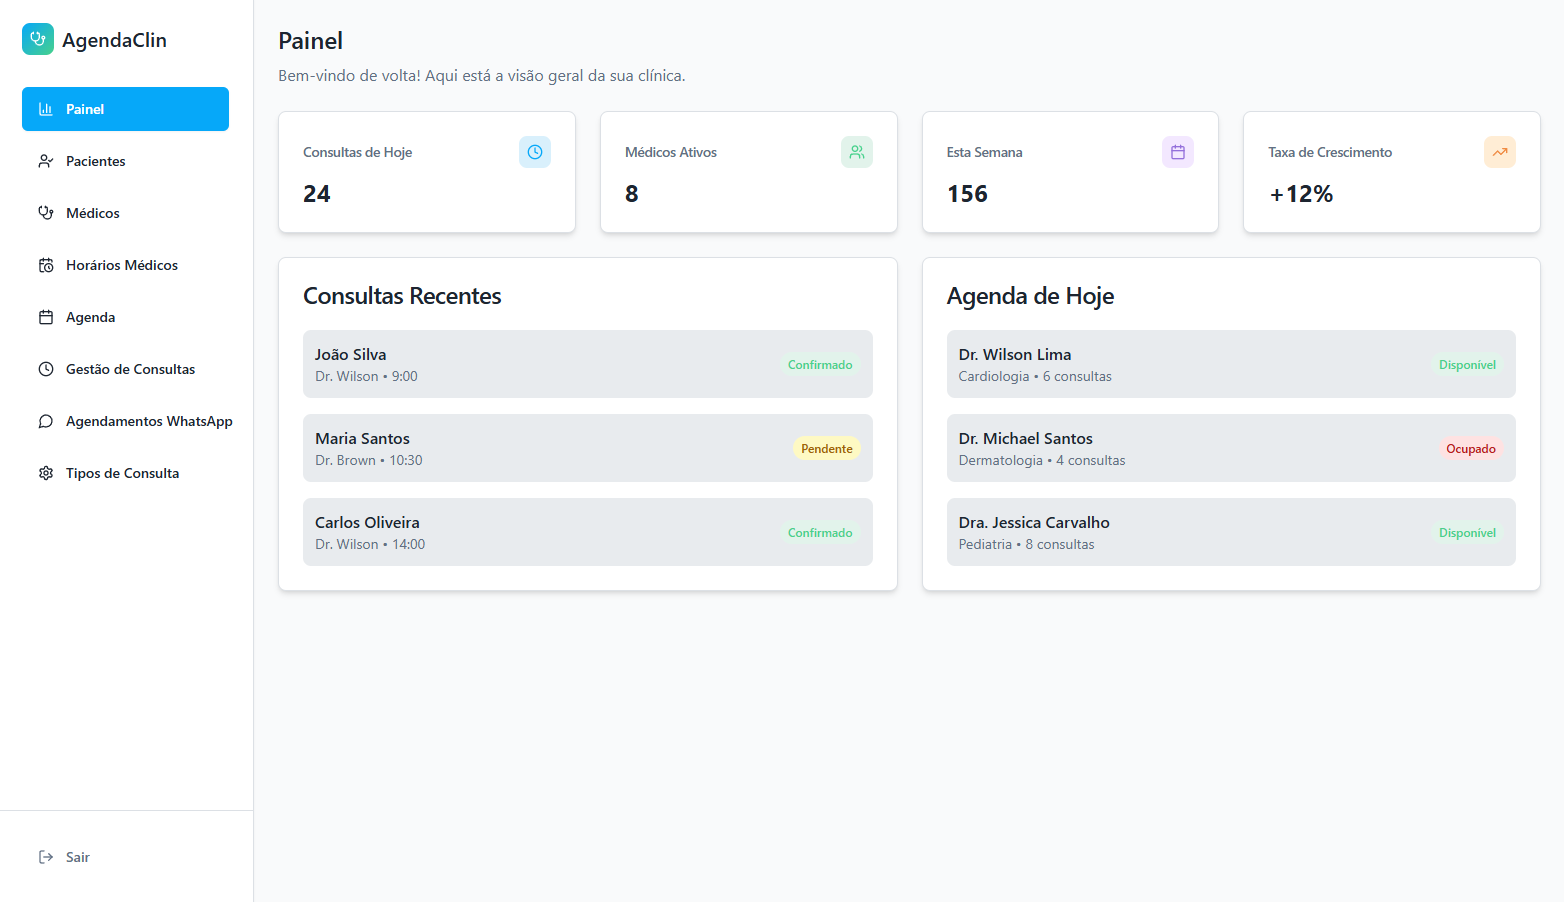 AgendaClin
Painel
Pacientes
Médicos
Horários Médicos
Agenda
Gestão de Consultas
Agendamentos WhatsApp
Tipos de Consulta
Sair
Painel
Bem-vindo de volta! Aqui está a visão geral da sua clínica.
Consultas de Hoje
24
Médicos Ativos
8
Esta Semana
156
Taxa de Crescimento
+12%
Consultas Recentes
João Silva
Dr. Wilson • 9:00
Confirmado
Maria Santos
Dr. Brown • 10:30
Pendente
Carlos Oliveira
Dr. Wilson • 14:00
Confirmado
Agenda de Hoje
Dr. Wilson Lima
Cardiologia • 6 consultas
Disponível
Dr. Michael Santos
Dermatologia • 4 consultas
Ocupado
Dra. Jessica Carvalho
Pediatria • 8 consultas
Disponível